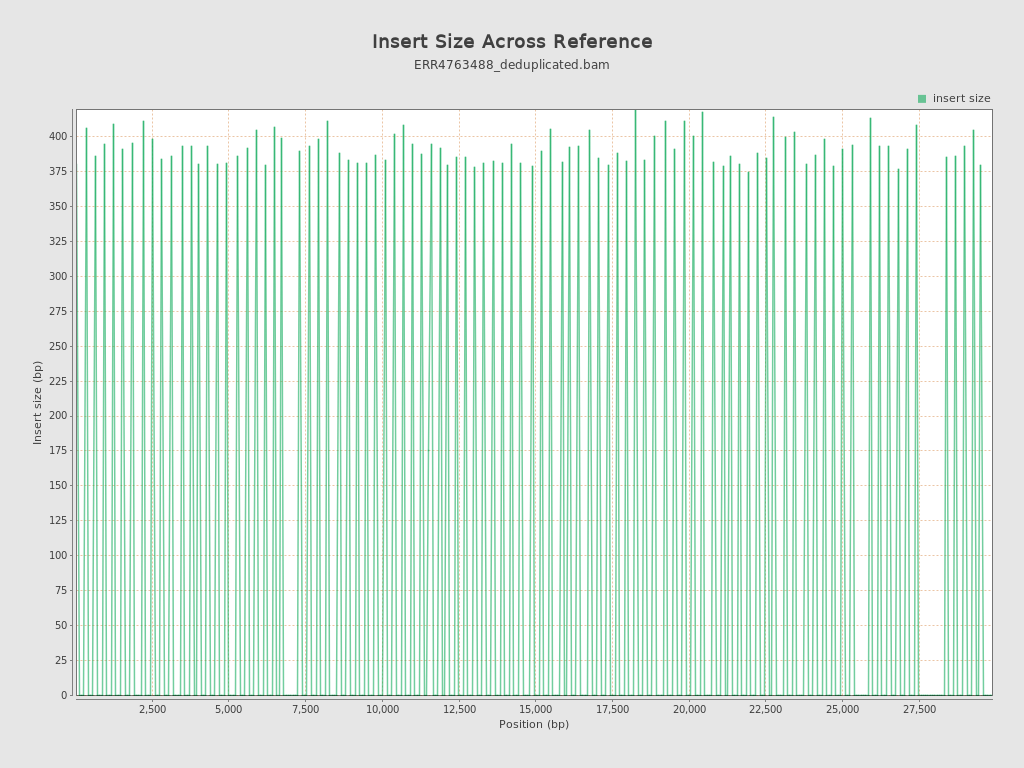 Insert Size Across Reference
ERR4763488_deduplicated.bam
insert size
400
375
350
325
300
275
250
225
200
175
150
125
100
75
50
25
0
Insert size (bp)
2,500 5,000 7,500 10,000 12,500 15,000 17,500 20,000 22,500 25,000 27,500
Position (bp)